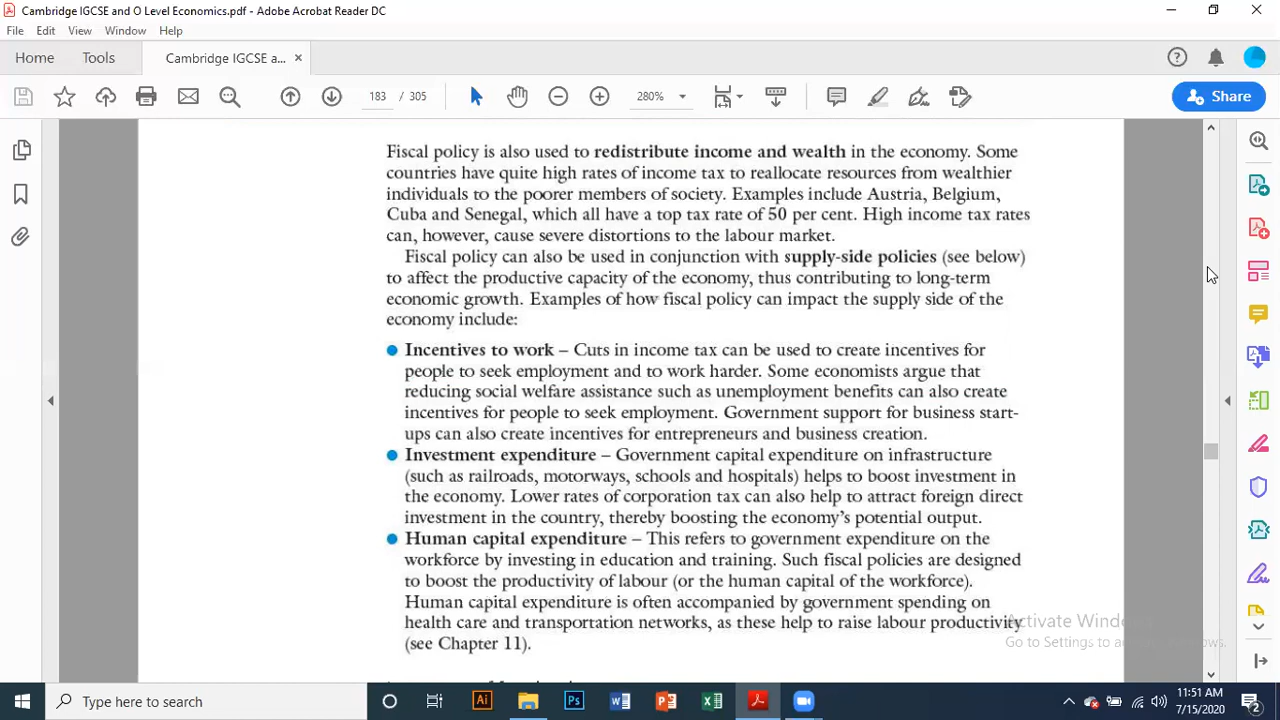 Cambridge IGCSE and O Level Economics.pdf - Adobe Acrobat Reader DC
File Edit View Window Help
Home Tools Cambridge IGCSE a... ×
183 / 305 280% Share
Fiscal policy is also used to redistribute income and wealth in the economy. Some
countries have quite high rates of income tax to reallocate resources from wealthier
individuals to the poorer members of society. Examples include Austria, Belgium,
Cuba and Senegal, which all have a top tax rate of 50 per cent. High income tax rates
can, however, cause severe distortions to the labour market.
Fiscal policy can also be used in conjunction with supply-side policies (see below)
to affect the productive capacity of the economy, thus contributing to long-term
economic growth. Examples of how fiscal policy can impact the supply side of the
economy include:
● Incentives to work – Cuts in income tax can be used to create incentives for
people to seek employment and to work harder. Some economists argue that
reducing social welfare assistance such as unemployment benefits can also create
incentives for people to seek employment. Government support for business start-
ups can also create incentives for entrepreneurs and business creation.
● Investment expenditure – Government capital expenditure on infrastructure
(such as railroads, motorways, schools and hospitals) helps to boost investment in
the economy. Lower rates of corporation tax can also help to attract foreign direct
investment in the country, thereby boosting the economy's potential output.
● Human capital expenditure – This refers to government expenditure on the
workforce by investing in education and training. Such fiscal policies are designed
to boost the productivity of labour (or the human capital of the workforce).
Human capital expenditure is often accompanied by government spending on
health care and transportation networks, as these help to raise labour productivity
(see Chapter 11).
Activate Windows
Go to Settings to activate Windows.
Type here to search
Ai Ps
11:51 AM
7/15/2020
2